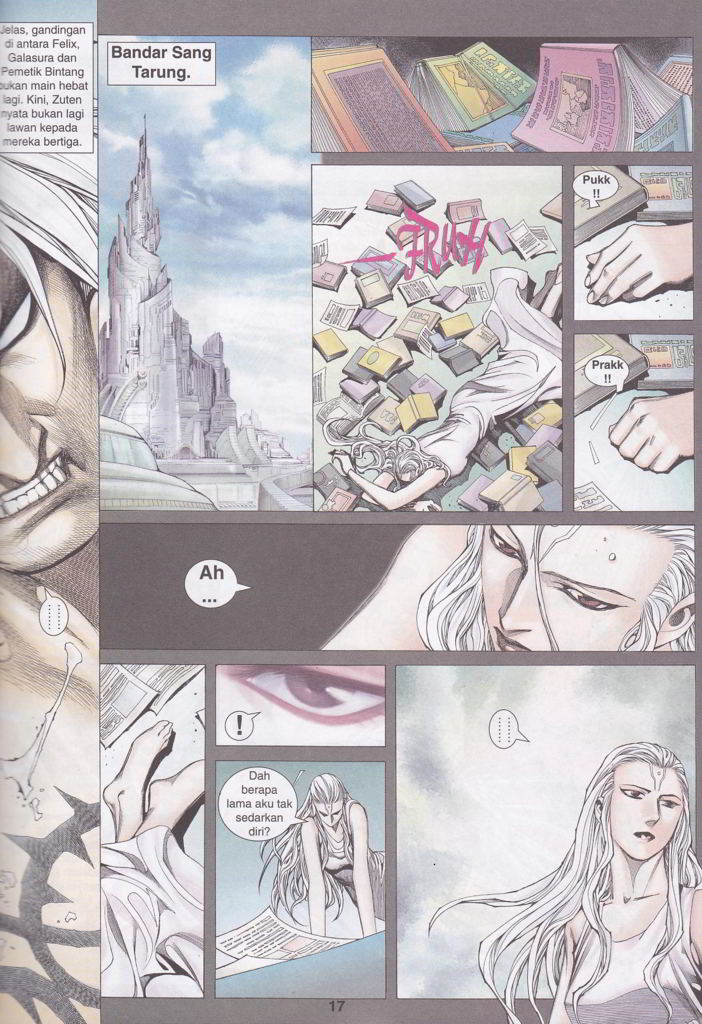 Jelas, gandingan
di antara Felix,
Galasura dan
Pemetik Bintang
bukan main hebat
lagi. Kini, Zuten
nyata bukan lagi
lawan kepada
mereka bertiga.
Bandar Sang
Tarung.
Pukk
!!
Prakk
!!
Ah
...
!
Dah
berapa
lama aku tak
sedarkan
diri?
17